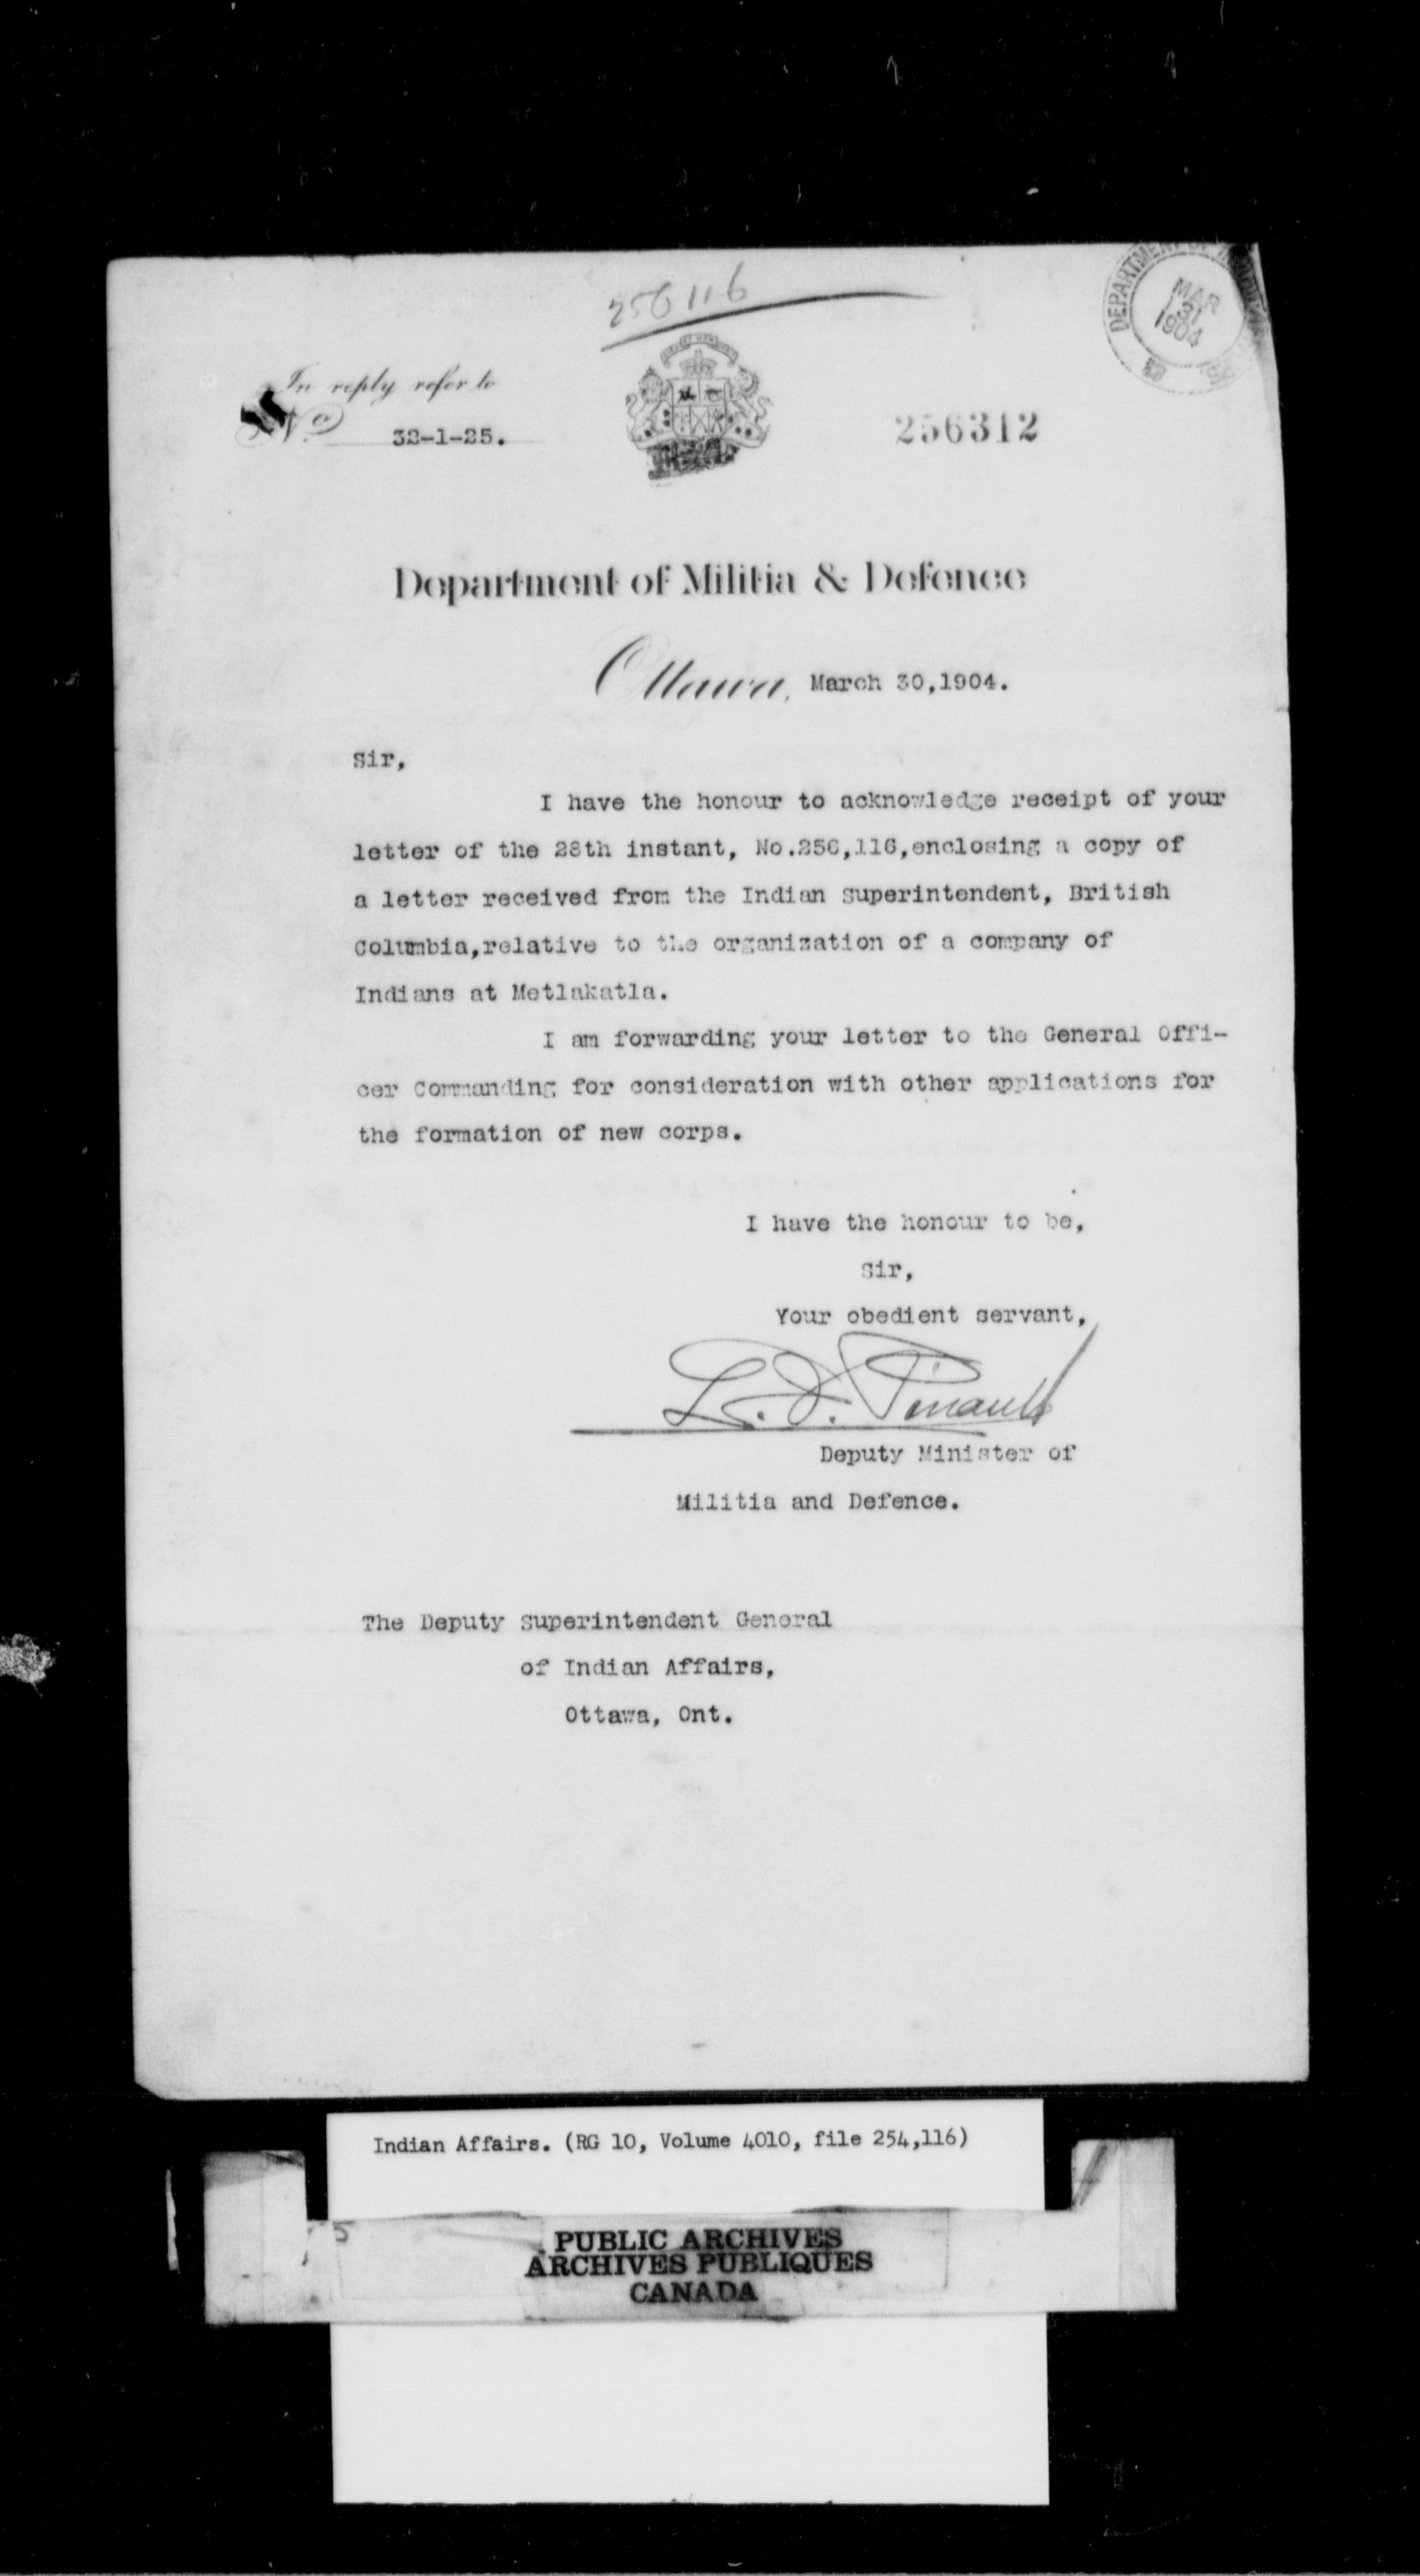 256116
DEPARTMENT OF INDIAN AFFAIRS
MAR
31
1904
In reply refer to
No 32-1-25.
256312
Department of Militia & Defence
Ottawa, March 30,1904.
Sir,
I have the honour to acknowledge receipt of your
letter of the 28th instant, No.256,116,enclosing a copy of
a letter received from the Indian Superintendent, British
Columbia,relative to the organization of a company of
Indians at Metlakatla.
I am forwarding your letter to the General Offi-
cer Commanding for consideration with other applications for
the formation of new corps.
I have the honour to be,
Sir,
Your obedient servant,
L. F. Pinault
Deputy Minister of
Militia and Defence.
The Deputy Superintendent General
of Indian Affairs,
Ottawa, Ont.
Indian Affairs. (RG 10, Volume 4010, file 254,116)
5
PUBLIC ARCHIVES
ARCHIVES PUBLIQUES
CANADA